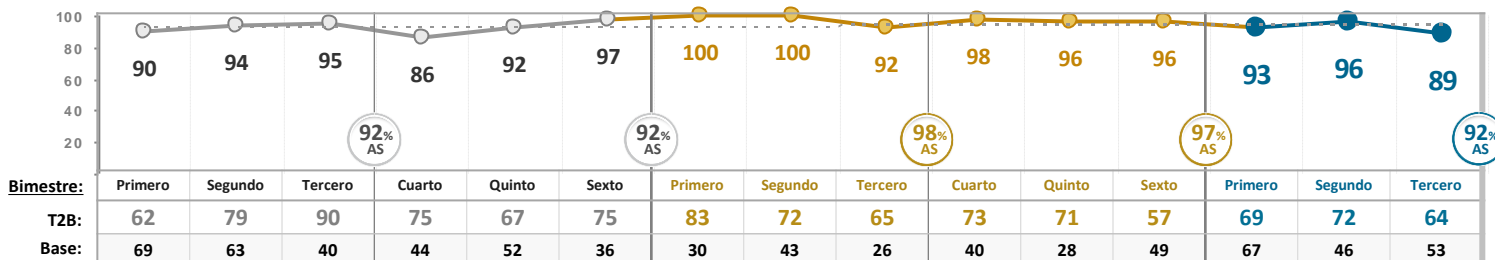 100
80
60
40
20
90 94 95 86 92 97 100 100 92 98 96 96 93 96 89
92% AS 92% AS 98% AS 97% AS 92% AS
Bimestre: Primero Segundo Tercero Cuarto Quinto Sexto Primero Segundo Tercero Cuarto Quinto Sexto Primero Segundo Tercero
T2B: 62 79 90 75 67 75 83 72 65 73 71 57 69 72 64
Base: 69 63 40 44 52 36 30 43 26 40 28 49 67 46 53